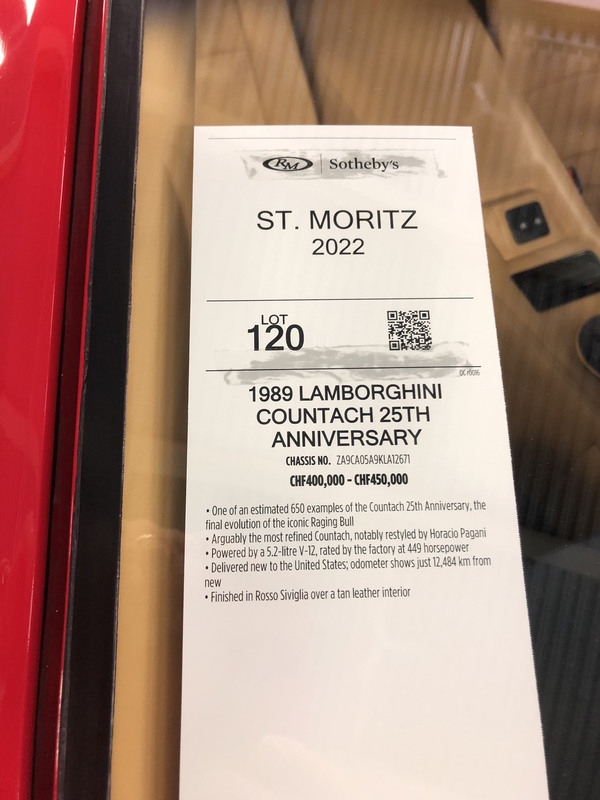 RM | Sotheby's
ST. MORITZ
2022
LOT
120
1989 LAMBORGHINI
COUNTACH 25TH
ANNIVERSARY
CHASSIS NO. ZA9CA05A9KLA12671
CHF400,000 - CHF450,000
• One of an estimated 650 examples of the Countach 25th Anniversary, the
final evolution of the iconic Raging Bull
• Arguably the most refined Countach, notably restyled by Horacio Pagani
• Powered by a 5.2-litre V-12, rated by the factory at 449 horsepower
• Delivered new to the United States; odometer shows just 12,484 km from
new
• Finished in Rosso Siviglia over a tan leather interior